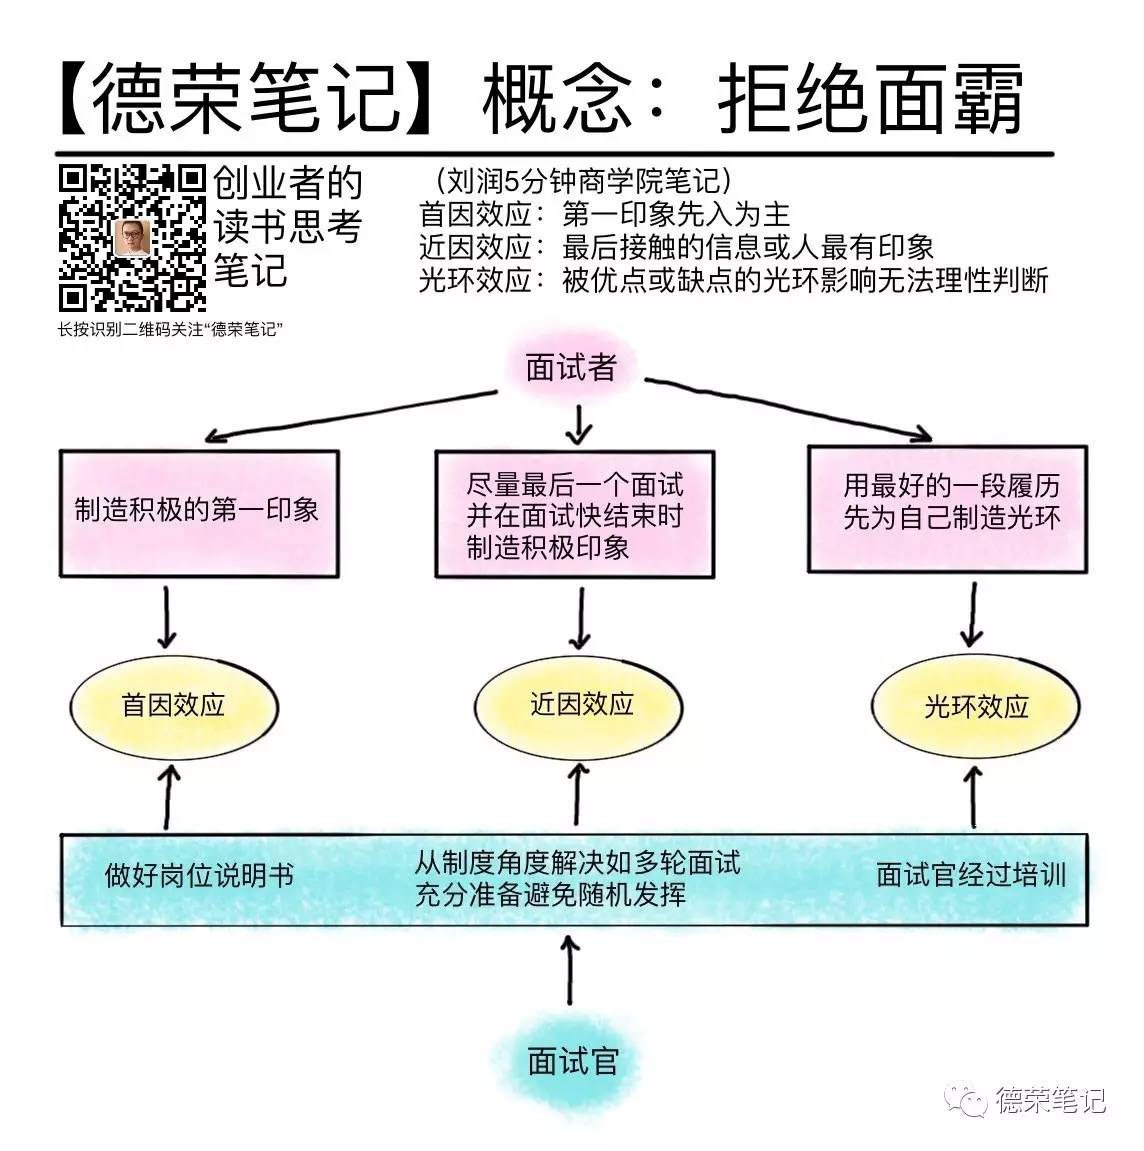 【德荣笔记】概念：拒绝面霸
创业者的
读书思考
笔记
长按识别二维码关注“德荣笔记”
（刘润5分钟商学院笔记）
首因效应：第一印象先入为主
近因效应：最后接触的信息或人最有印象
光环效应：被优点或缺点的光环影响无法理性判断
面试者
制造积极的第一印象
尽量最后一个面试
并在面试快结束时
制造积极印象
用最好的一段履历
先为自己制造光环
首因效应
近因效应
光环效应
做好岗位说明书
从制度角度解决如多轮面试
充分准备避免随机发挥
面试官经过培训
面试官
德荣笔记